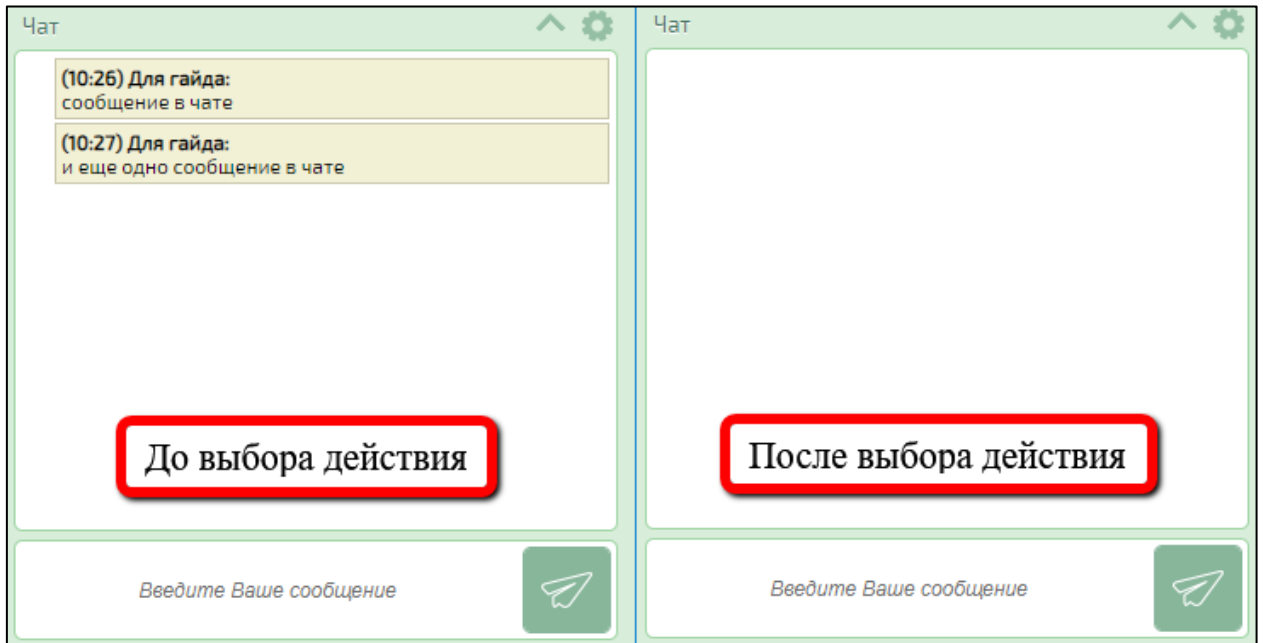 Чат
(10:26) Для гайда:
сообщение в чате
(10:27) Для гайда:
и еще одно сообщение в чате
До выбора действия
Введите Ваше сообщение
Чат
После выбора действия
Введите Ваше сообщение